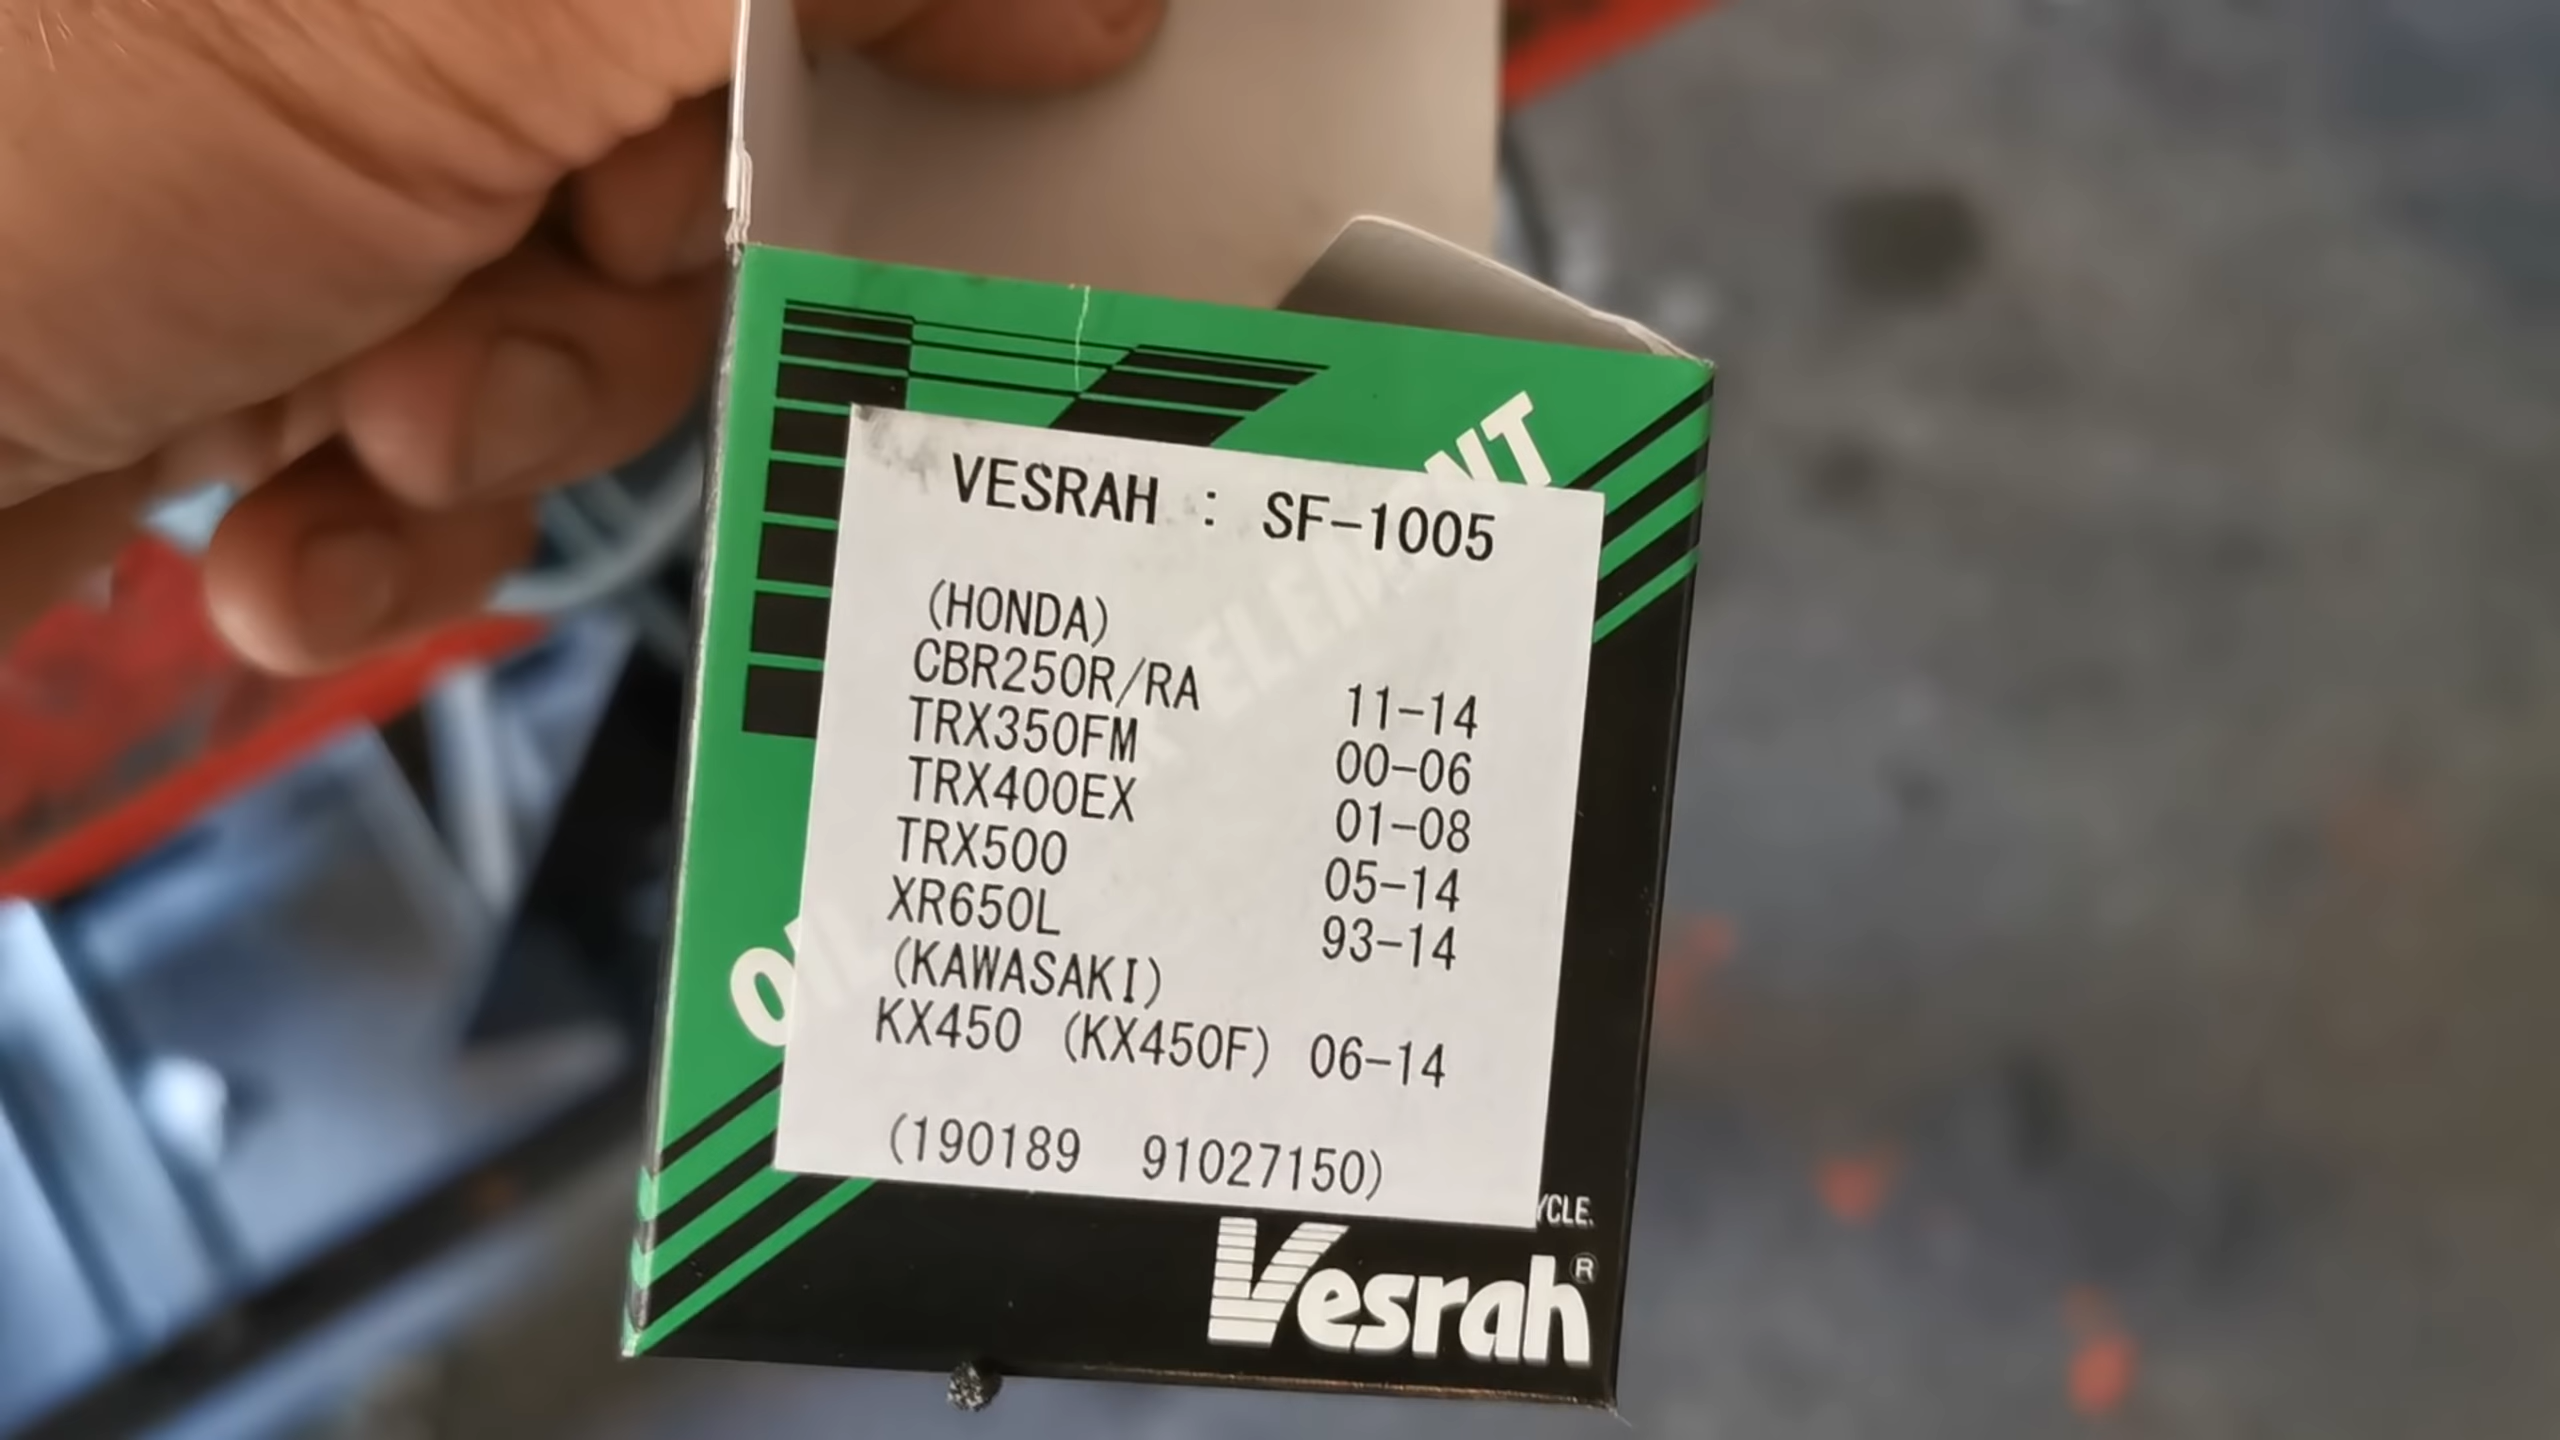 VESRAH : SF-1005
(HONDA)
CBR250R/RA 11-14
TRX350FM 00-06
TRX400EX 01-08
TRX500 05-14
XR650L 93-14
(KAWASAKI)
KX450 (KX450F) 06-14
(190189 91027150)
ELEMENT
Vesrah®